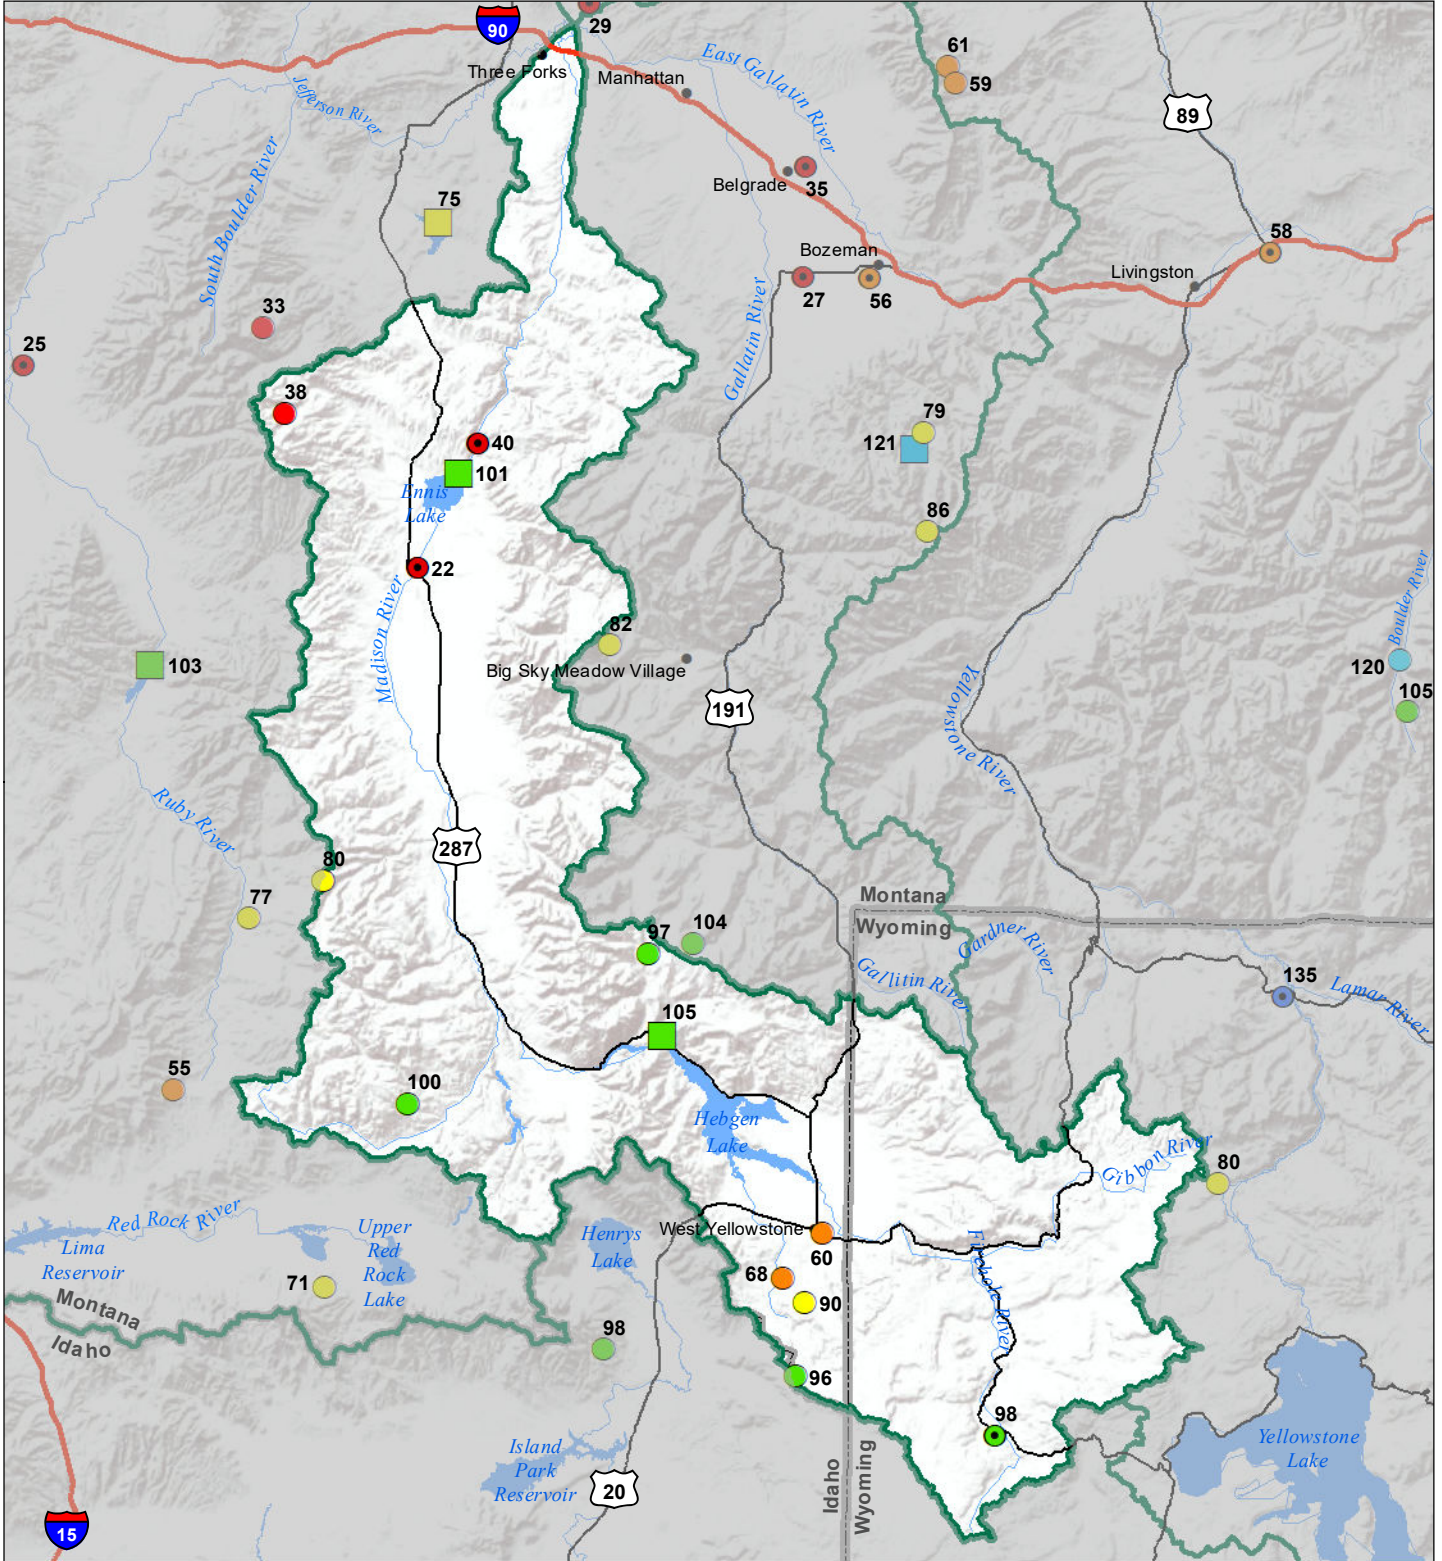 90
29
Three Forks
Manhattan
East Gallatin River
61
59
89
Jefferson River
South Boulder River
75
Belgrade
35
Bozeman
58
27
56
Livingston
Gallatin River
33
25
38
40
101
Ennis
Lake
79
121
86
22
Madison River
82
Big Sky Meadow Village
191
Yellowstone River
Boulder River
120
105
103
Ruby River
287
80
77
97
104
Montana
Wyoming
Gardner River
Gallitin River
135
Lamar River
105
55
100
Hebgen
Lake
Gibbon River
80
Red Rock River
Lima
Reservoir
Upper
Red
Rock
Lake
Henrys
Lake
West Yellowstone
60
Firehole River
68
90
71
Montana
Idaho
98
96
98
Island
Park
Reservoir
20
Idaho
Wyoming
Yellowstone
Lake
15